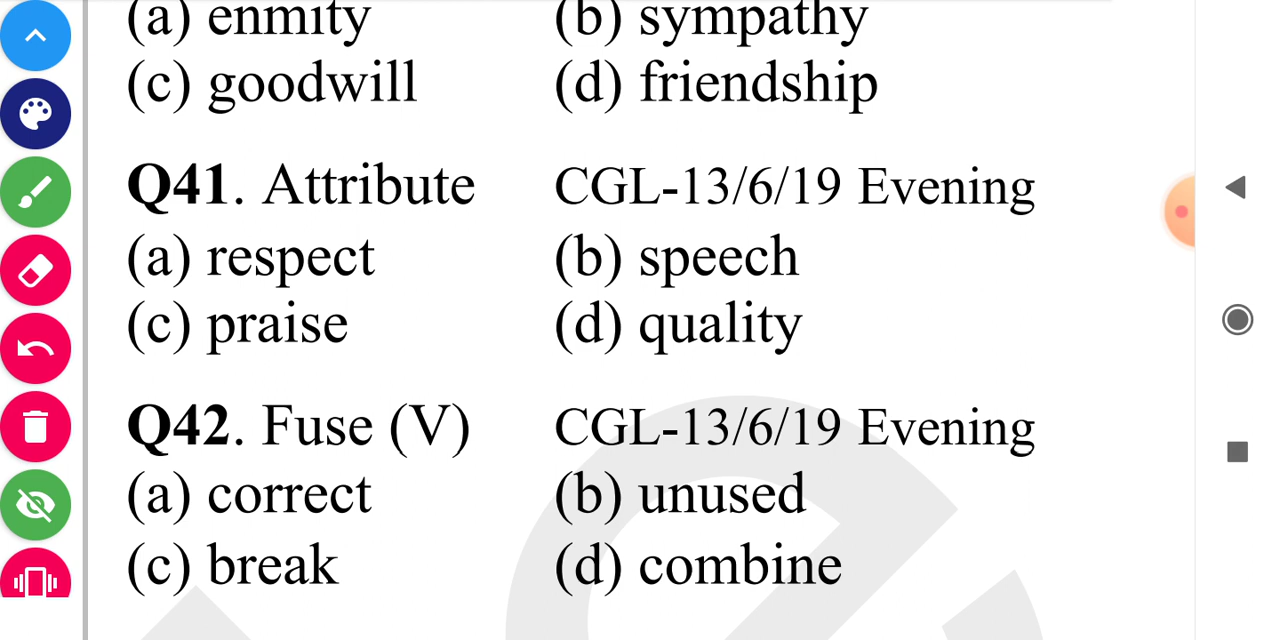 (a) enmity (b) sympathy
(c) goodwill (d) friendship
Q41. Attribute CGL-13/6/19 Evening
(a) respect (b) speech
(c) praise (d) quality
Q42. Fuse (V) CGL-13/6/19 Evening
(a) correct (b) unused
(c) break (d) combine